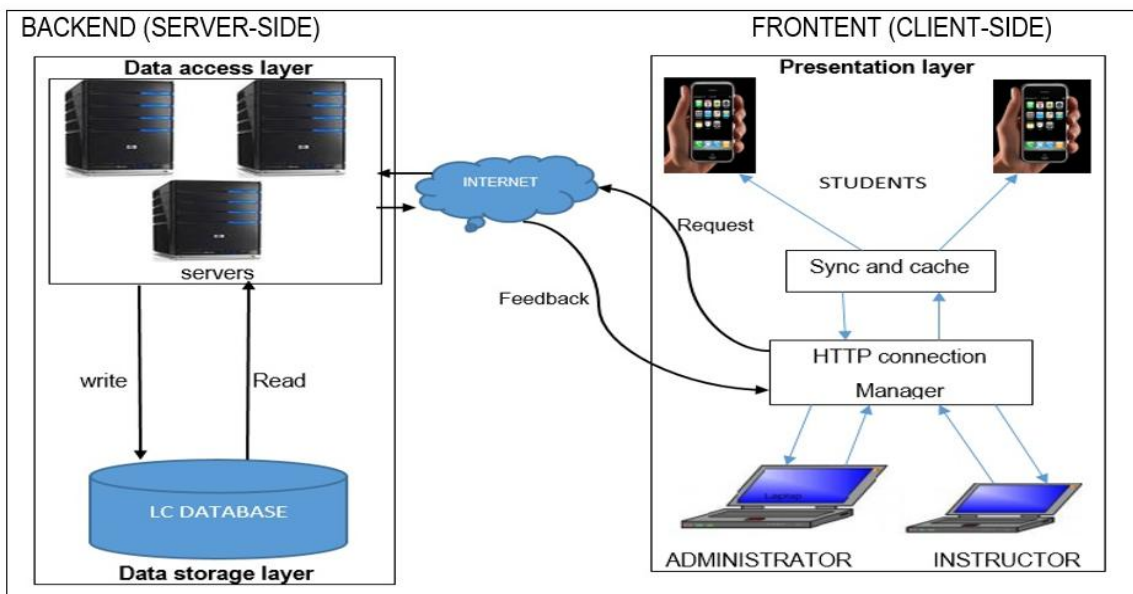 BACKEND (SERVER-SIDE)
FRONTENT (CLIENT-SIDE)
Data access layer
servers
write
Read
LC DATABASE
Data storage layer
INTERNET
Request
Feedback
Presentation layer
STUDENTS
Sync and cache
HTTP connection
Manager
Laptop
ADMINISTRATOR
INSTRUCTOR